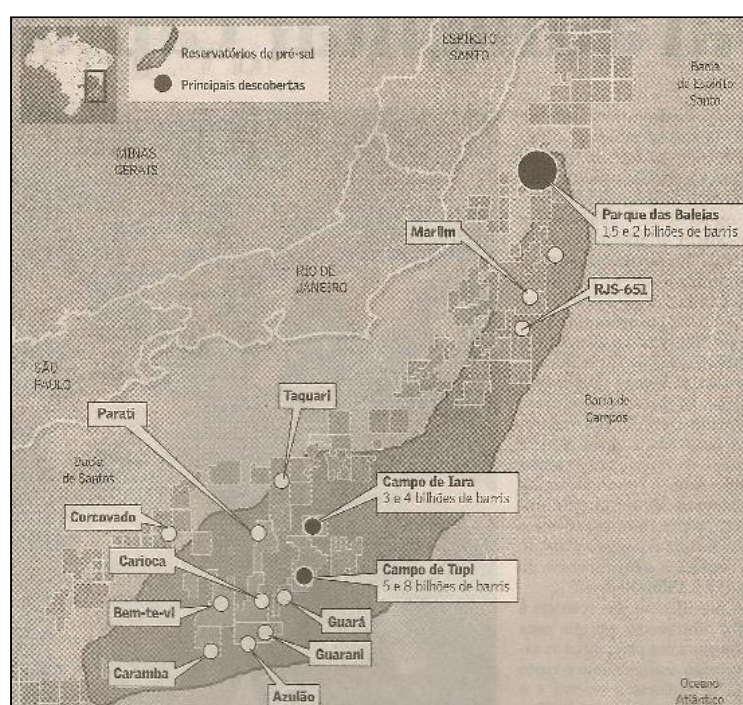 Reservatórios do pré-sal
Principais descobertas
ESPÍRITO
SANTO
Bacia
do Espírito
Santo
MINAS
GERAIS
Parque das Baleias
1,5 e 2 bilhões de barris
Marlim
RIO DE
JANEIRO
RJS-651
SÃO
PAULO
Taquari
Parati
Bacia de
Campos
Bacia
de Santos
Campo de Iara
3 e 4 bilhões de barris
Corcovado
Carioca
Campo de Tupi
5 e 8 bilhões de barris
Bem-te-vi
Guará
Guarani
Caramba
Azulão
Oceano
Atlântico